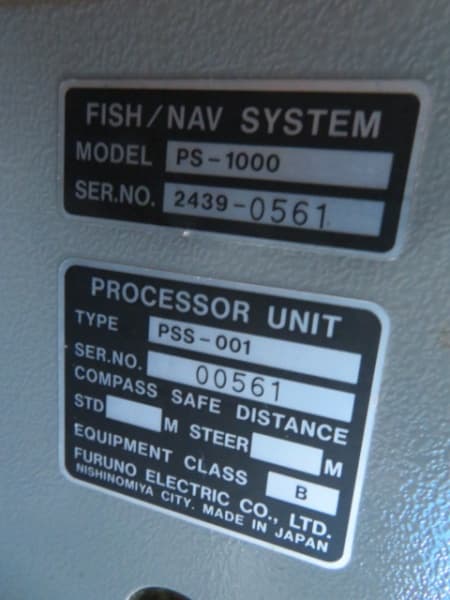 FISH/NAV SYSTEM
MODEL PS-1000
SER.NO. 2439-0561
PROCESSOR UNIT
TYPE PSS-001
SER.NO. 00561
COMPASS SAFE DISTANCE
STD M STEER M
EQUIPMENT CLASS B
FURUNO ELECTRIC CO., LTD.
NISHINOMIYA CITY. MADE IN JAPAN